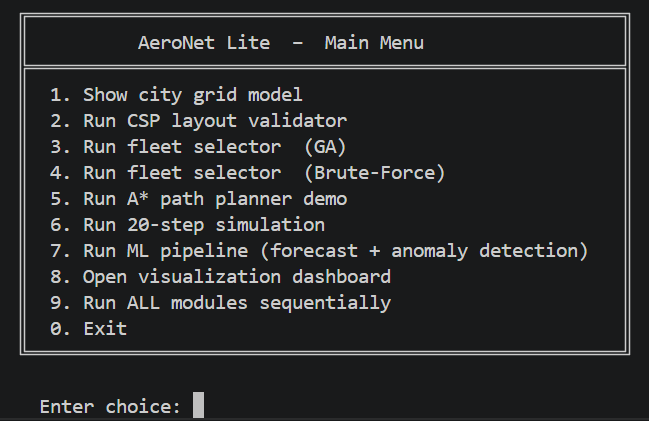 AeroNet Lite – Main Menu
1. Show city grid model
2. Run CSP layout validator
3. Run fleet selector (GA)
4. Run fleet selector (Brute-Force)
5. Run A* path planner demo
6. Run 20-step simulation
7. Run ML pipeline (forecast + anomaly detection)
8. Open visualization dashboard
9. Run ALL modules sequentially
0. Exit
Enter choice: